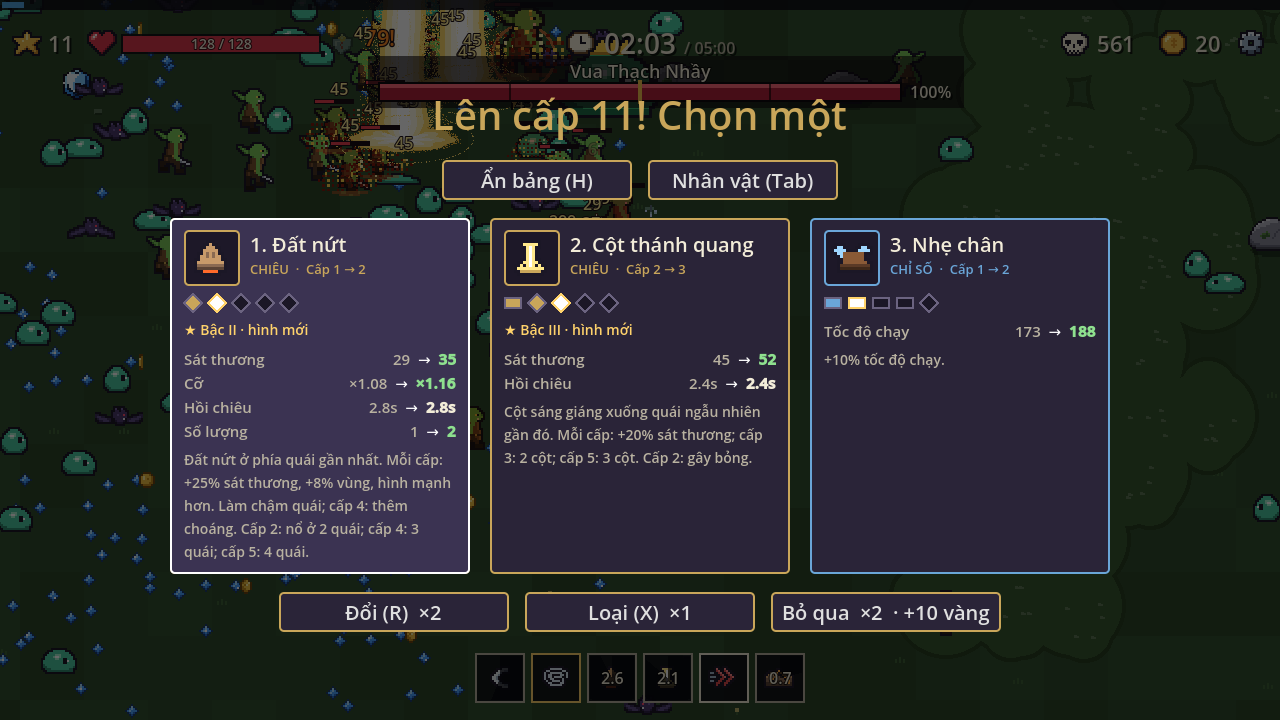 11
128 / 128
02:03 / 05:00
561
20
Vua Thạch Nhầy
100%
Lên cấp 11! Chọn một
Ẩn bảng (H)
Nhân vật (Tab)
1. Đất nứt
CHIÊU · Cấp 1 → 2
★ Bậc II · hình mới
Sát thương 29 → 35
Cỡ ×1.08 → ×1.16
Hồi chiêu 2.8s → 2.8s
Số lượng 1 → 2
Đất nứt ở phía quái gần nhất. Mỗi cấp:
+25% sát thương, +8% vùng, hình mạnh
hơn. Làm chậm quái; cấp 4: thêm
choáng. Cấp 2: nổ ở 2 quái; cấp 4: 3
quái; cấp 5: 4 quái.
2. Cột thánh quang
CHIÊU · Cấp 2 → 3
★ Bậc III · hình mới
Sát thương 45 → 52
Hồi chiêu 2.4s → 2.4s
Cột sáng giáng xuống quái ngẫu nhiên
gần đó. Mỗi cấp: +20% sát thương; cấp
3: 2 cột; cấp 5: 3 cột. Cấp 2: gây bỏng.
3. Nhẹ chân
CHỈ SỐ · Cấp 1 → 2
Tốc độ chạy 173 → 188
+10% tốc độ chạy.
Đổi (R) ×2
Loại (X) ×1
Bỏ qua ×2 · +10 vàng
2.6
2.1
0.7
45
45
45
45
45
45
45
29